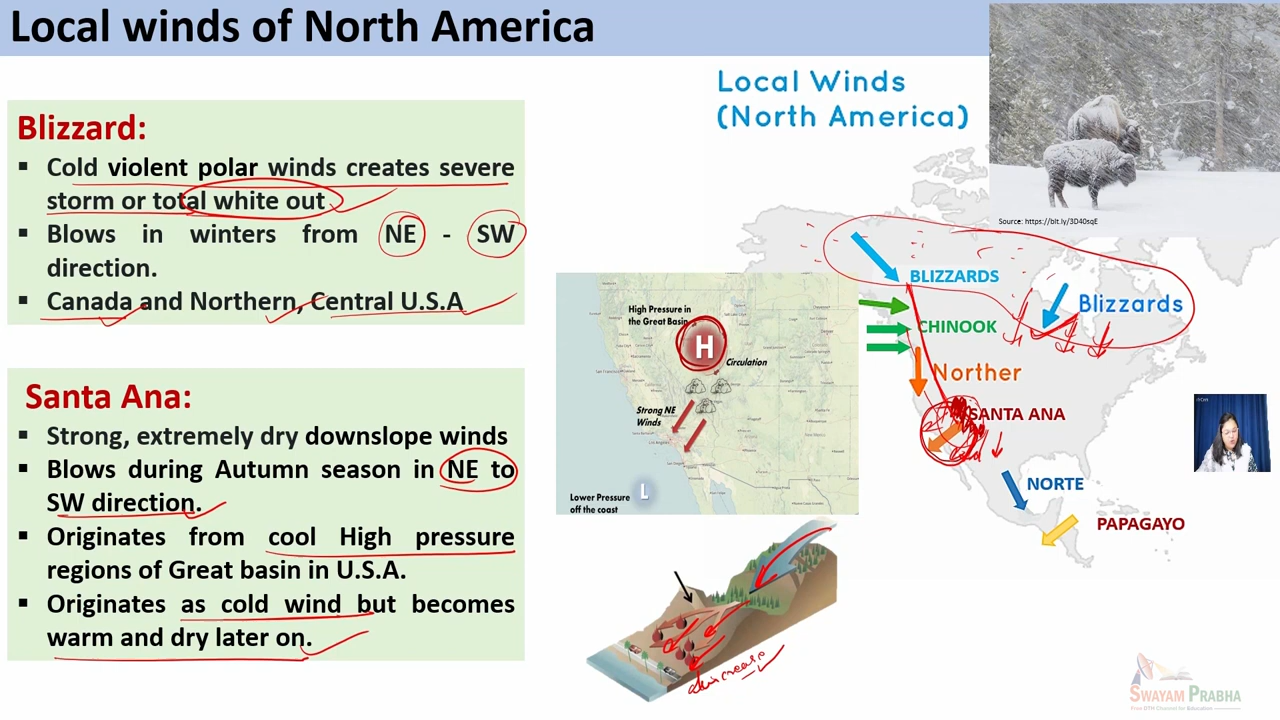 Local winds of North America
Blizzard:
▪ Cold violent polar winds creates severe
storm or total white out
▪ Blows in winters from NE - SW
direction.
▪ Canada and Northern, Central U.S.A
Santa Ana:
▪ Strong, extremely dry downslope winds
▪ Blows during Autumn season in NE to
SW direction.
▪ Originates from cool High pressure
regions of Great basin in U.S.A.
▪ Originates as cold wind but becomes
warm and dry later on.
Local Winds
(North America)
Source: https://bit.ly/3D40sqE
BLIZZARDS
Blizzards
CHINOOK
Norther
SANTA ANA
NORTE
PAPAGAYO
High Pressure in
the Great Basin
H
Circulation
Strong NE
Winds
Lower Pressure
off the coast
L
SWAYAM PRABHA
Free DTH Channel for Education